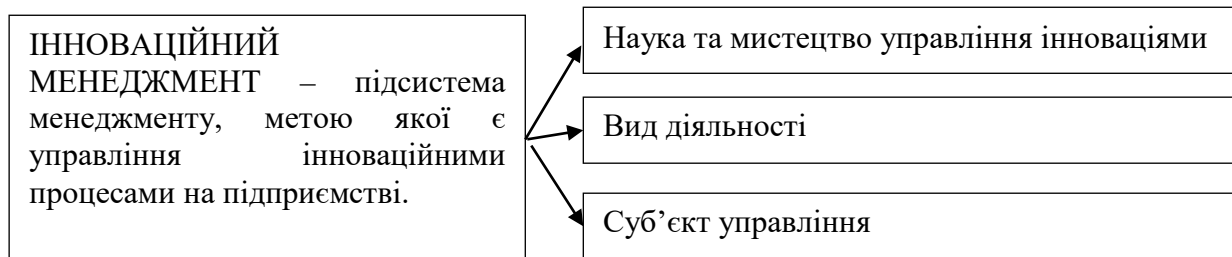 ІННОВАЦІЙНИЙ
МЕНЕДЖМЕНТ – підсистема
менеджменту, метою якої є
управління інноваційними
процесами на підприємстві.
Наука та мистецтво управління інноваціями
Вид діяльності
Суб’єкт управління